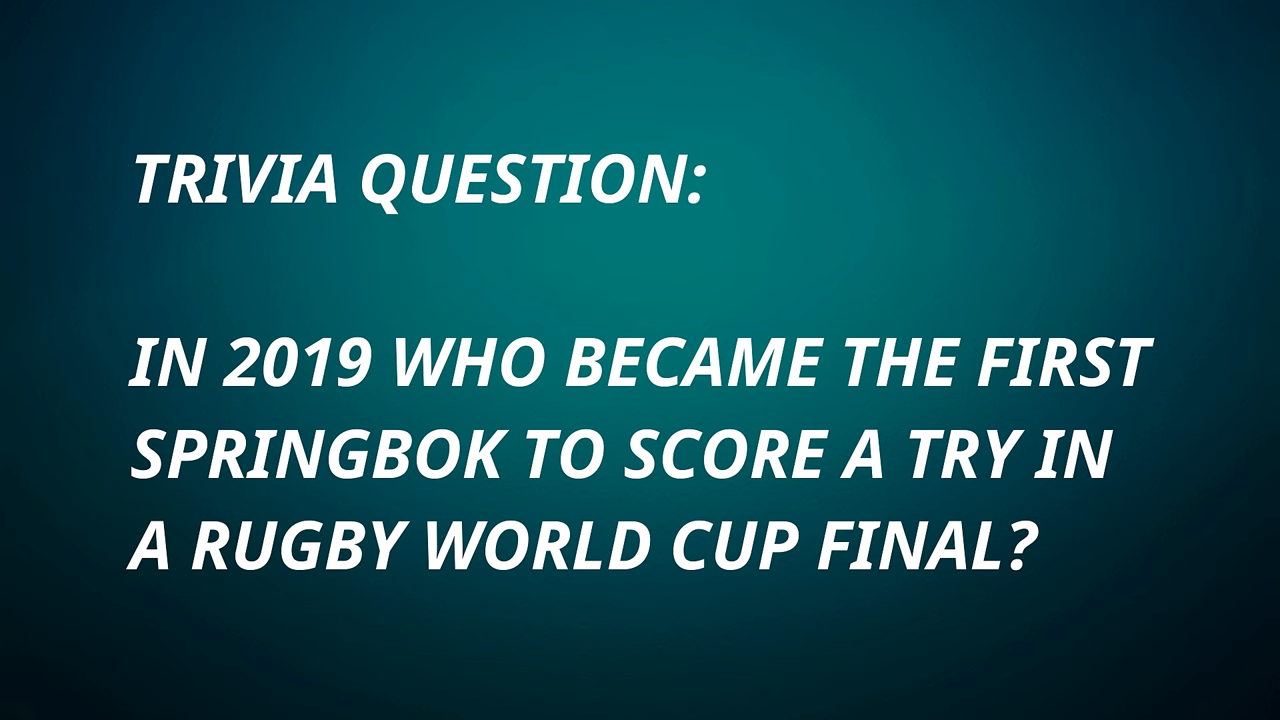 TRIVIA QUESTION:
IN 2019 WHO BECAME THE FIRST
SPRINGBOK TO SCORE A TRY IN
A RUGBY WORLD CUP FINAL?